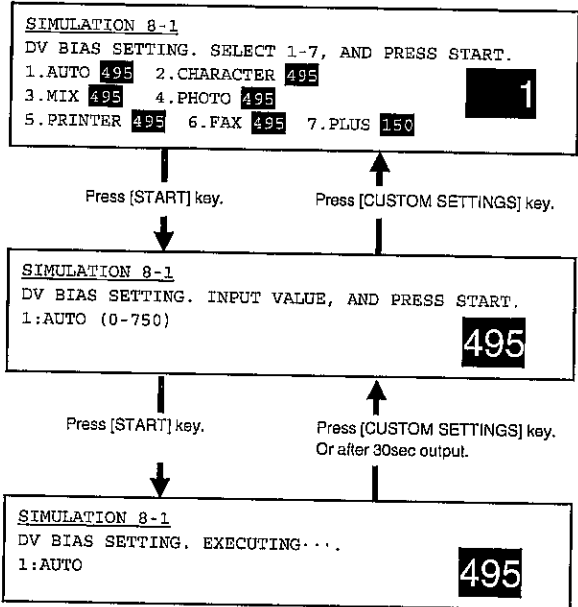 SIMULATION 8-1
DV BIAS SETTING. SELECT 1-7, AND PRESS START.
1.AUTO 495 2.CHARACTER 495
3.MIX 495 4.PHOTO 495
5.PRINTER 495 6.FAX 495 7.PLUS 150
1
Press [START] key.
Press [CUSTOM SETTINGS] key.
SIMULATION 8-1
DV BIAS SETTING. INPUT VALUE, AND PRESS START.
1:AUTO (0-750)
495
Press [START] key.
Press [CUSTOM SETTINGS] key.
Or after 30sec output.
SIMULATION 8-1
DV BIAS SETTING. EXECUTING···.
1:AUTO
495